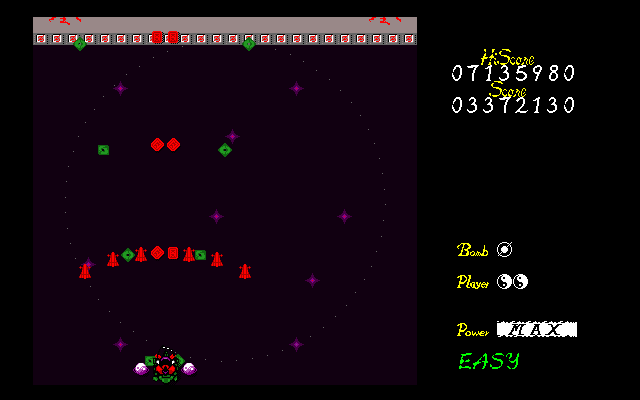 HiScore
07135980
Score
03372130
Bomb
Player
Power MAX
EASY